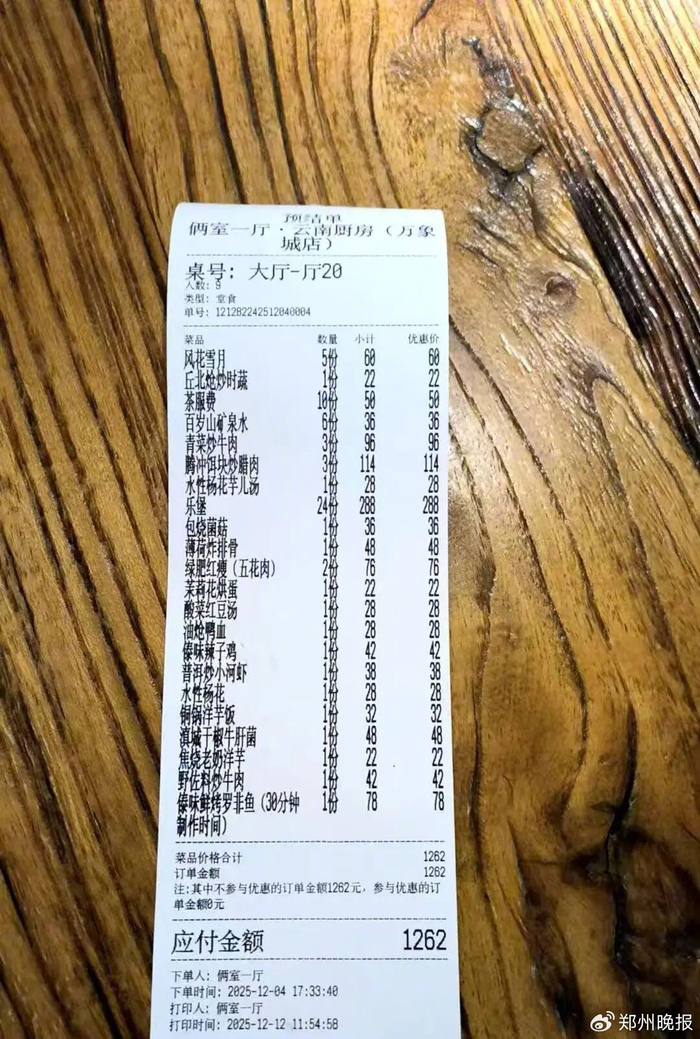 预结单
俩室一厅·云南厨房（万象
城店）
桌号: 大厅-厅20
人数: 9
类型: 堂食
单号: 121282242512040004
菜品 数量 小计 优惠价
风花雪月 5份 60 60
丘北炝炒时蔬 1份 22 22
茶服费 10份 50 50
百岁山矿泉水 6份 36 36
青菜炒牛肉 3份 96 96
腾冲饵块炒腊肉 3份 114 114
水性杨花芋儿汤 1份 28 28
乐堡 24份 288 288
包烧菌菇 1份 36 36
薄荷炸排骨 1份 48 48
绿肥红瘦（五花肉） 2份 76 76
茉莉花烘蛋 1份 22 22
酸菜红豆汤 1份 28 28
油炝鸭血 1份 28 28
傣味辣子鸡 1份 42 42
普洱炒小河虾 1份 38 38
水性杨花 1份 28 28
铜锅洋芋饭 1份 32 32
滇城干椒牛肝菌 1份 48 48
焦烧老奶洋芋 1份 22 22
野佐料炒牛肉 1份 42 42
傣味鲜烤罗非鱼（30分钟 1份 78 78
制作时间）
菜品价格合计 1262
订单金额 1262
注:其中不参与优惠的订单金额1262元，参与优惠的订
单金额0元
应付金额 1262
下单人: 俩室一厅
下单时间: 2025-12-04 17:33:40
打印人: 俩室一厅
打印时间: 2025-12-12 11:54:58
郑州晚报